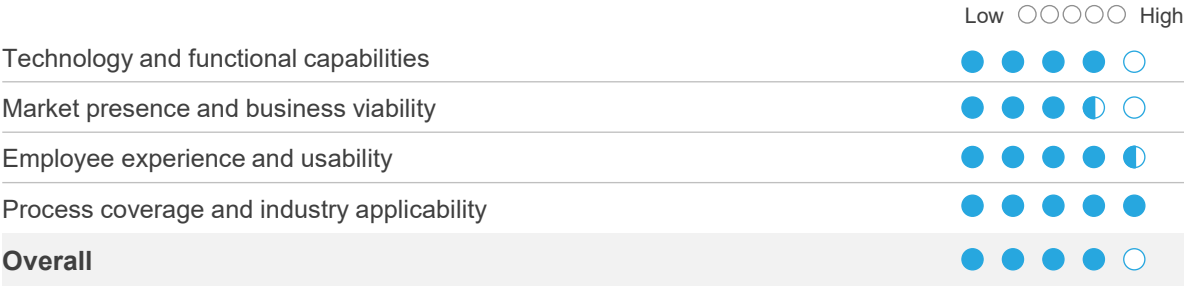 Low High
Technology and functional capabilities
Market presence and business viability
Employee experience and usability
Process coverage and industry applicability
Overall